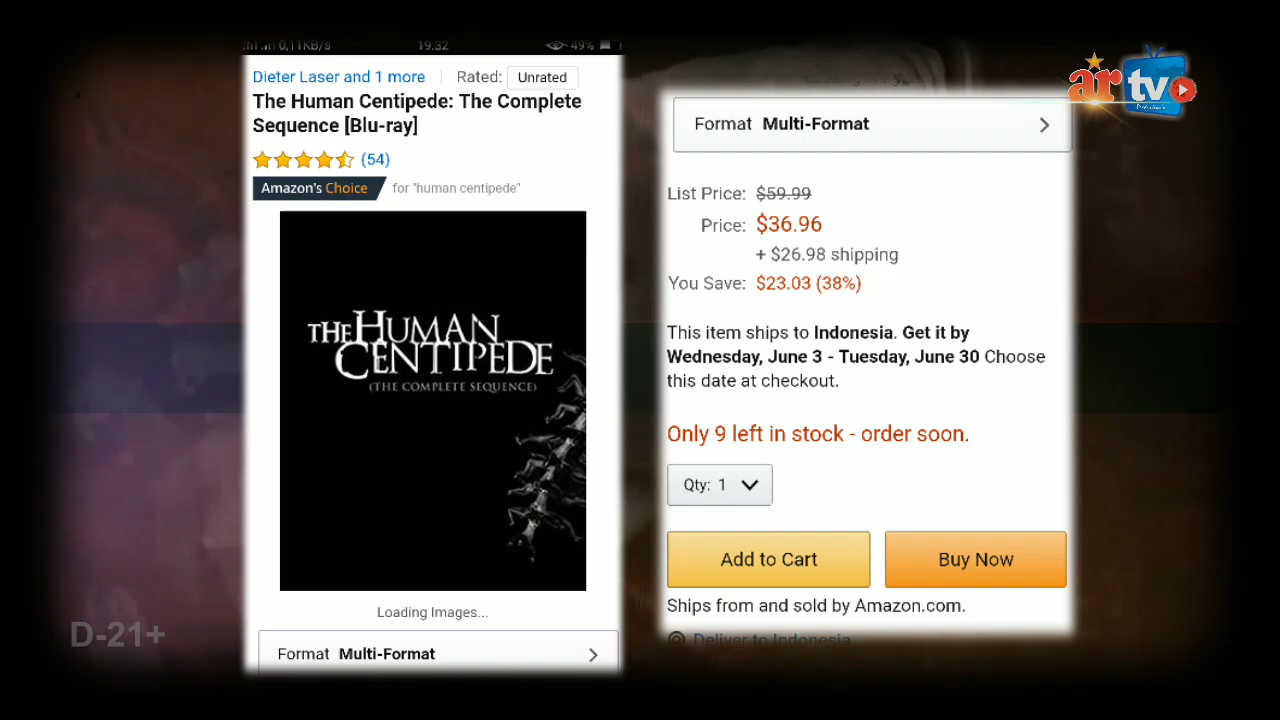 0,11KB/s 19.32 49%
Dieter Laser and 1 more Rated: Unrated
The Human Centipede: The Complete
Sequence [Blu-ray]
(54)
Amazon's Choice for "human centipede"
THE HUMAN
CENTIPEDE
(THE COMPLETE SEQUENCE)
Loading Images...
Format Multi-Format
Format Multi-Format
List Price: $59.99
Price: $36.96
+ $26.98 shipping
You Save: $23.03 (38%)
This item ships to Indonesia. Get it by
Wednesday, June 3 - Tuesday, June 30 Choose
this date at checkout.
Only 9 left in stock - order soon.
Qty: 1
Add to Cart Buy Now
Ships from and sold by Amazon.com.
Deliver to Indonesia
ar tv
D-21+